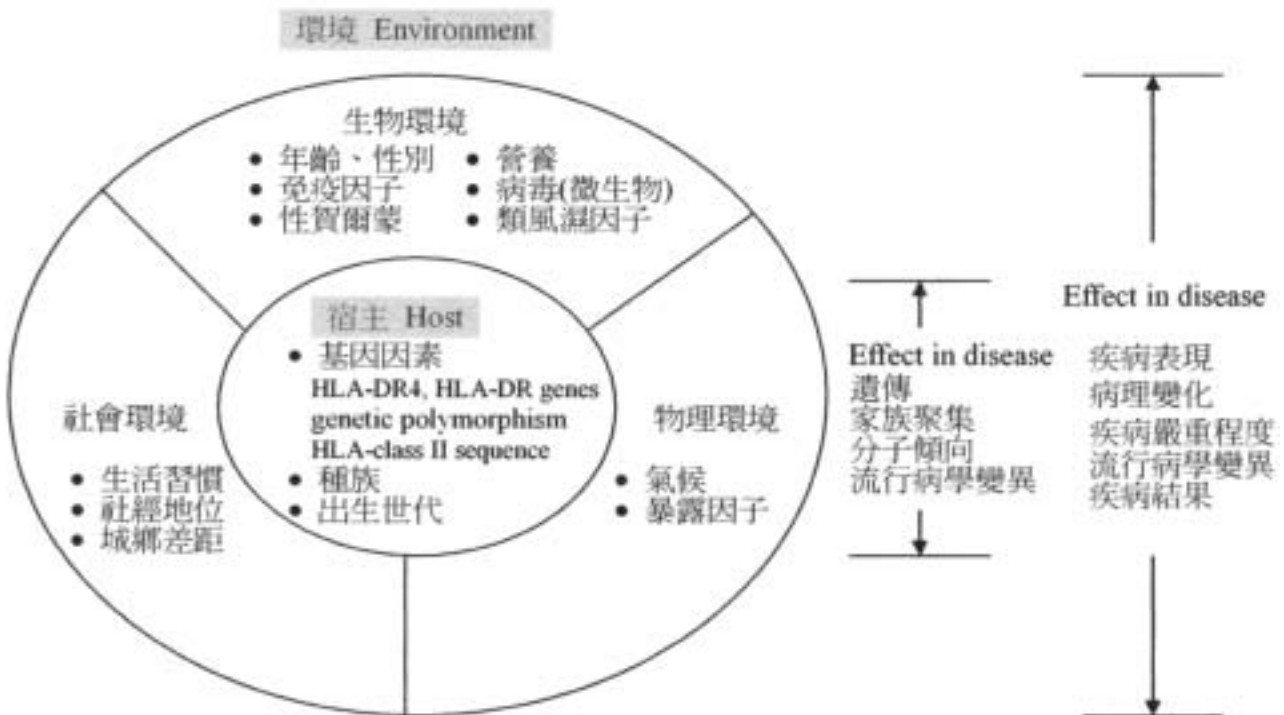 環境 Environment
生物環境
• 年齡、性別
• 免疫因子
• 性賀爾蒙
• 營養
• 病毒(微生物)
• 類風濕因子
宿主 Host
• 基因因素
HLA-DR4, HLA-DR genes
genetic polymorphism
HLA-class II sequence
• 種族
• 出生世代
社會環境
• 生活習慣
• 社經地位
• 城鄉差距
物理環境
• 氣候
• 暴露因子
Effect in disease
遺傳
家族聚集
分子傾向
流行病學變異
Effect in disease
疾病表現
病理變化
疾病嚴重程度
流行病學變異
疾病結果